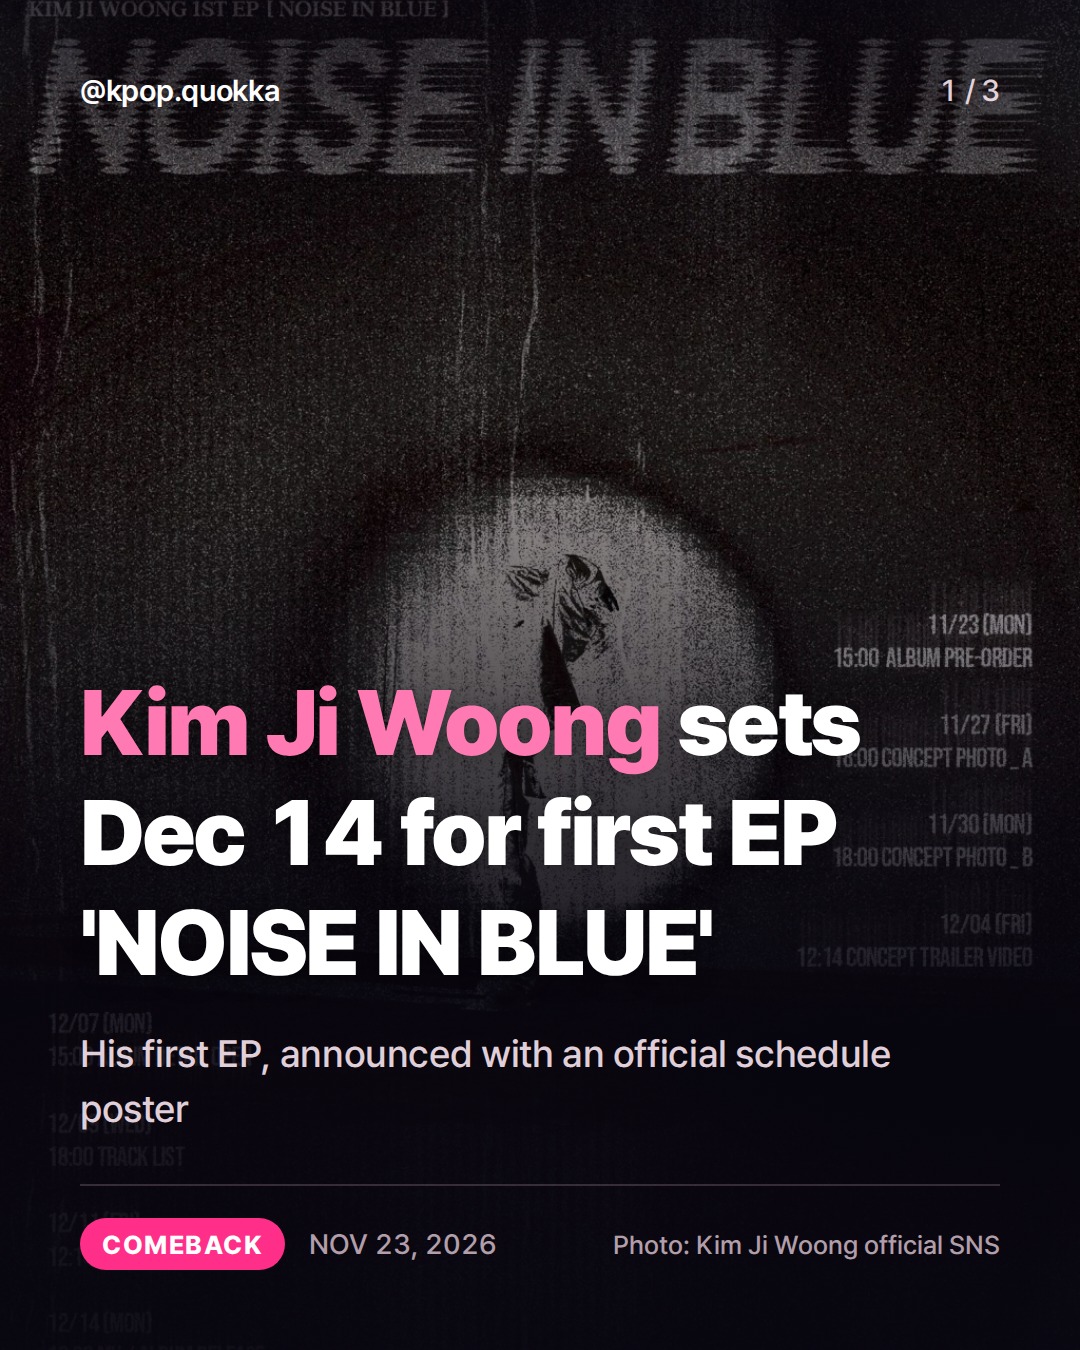 KIM JI WOONG 1ST EP [ NOISE IN BLUE ]
NOISE IN BLUE
@kpop.quokka
1 / 3
11/23 (MON)
15:00 ALBUM PRE-ORDER
Kim Ji Woong sets
11/27 (FRI)
18:00 CONCEPT PHOTO _ A
Dec 14 for first EP
11/30 (MON)
18:00 CONCEPT PHOTO _ B
'NOISE IN BLUE'
12/04 (FRI)
12:14 CONCEPT TRAILER VIDEO
12/07 (MON)
His first EP, announced with an official schedule
poster
18:00 TRACK LIST
COMEBACK
NOV 23, 2026
Photo: Kim Ji Woong official SNS
12/14 (MON)